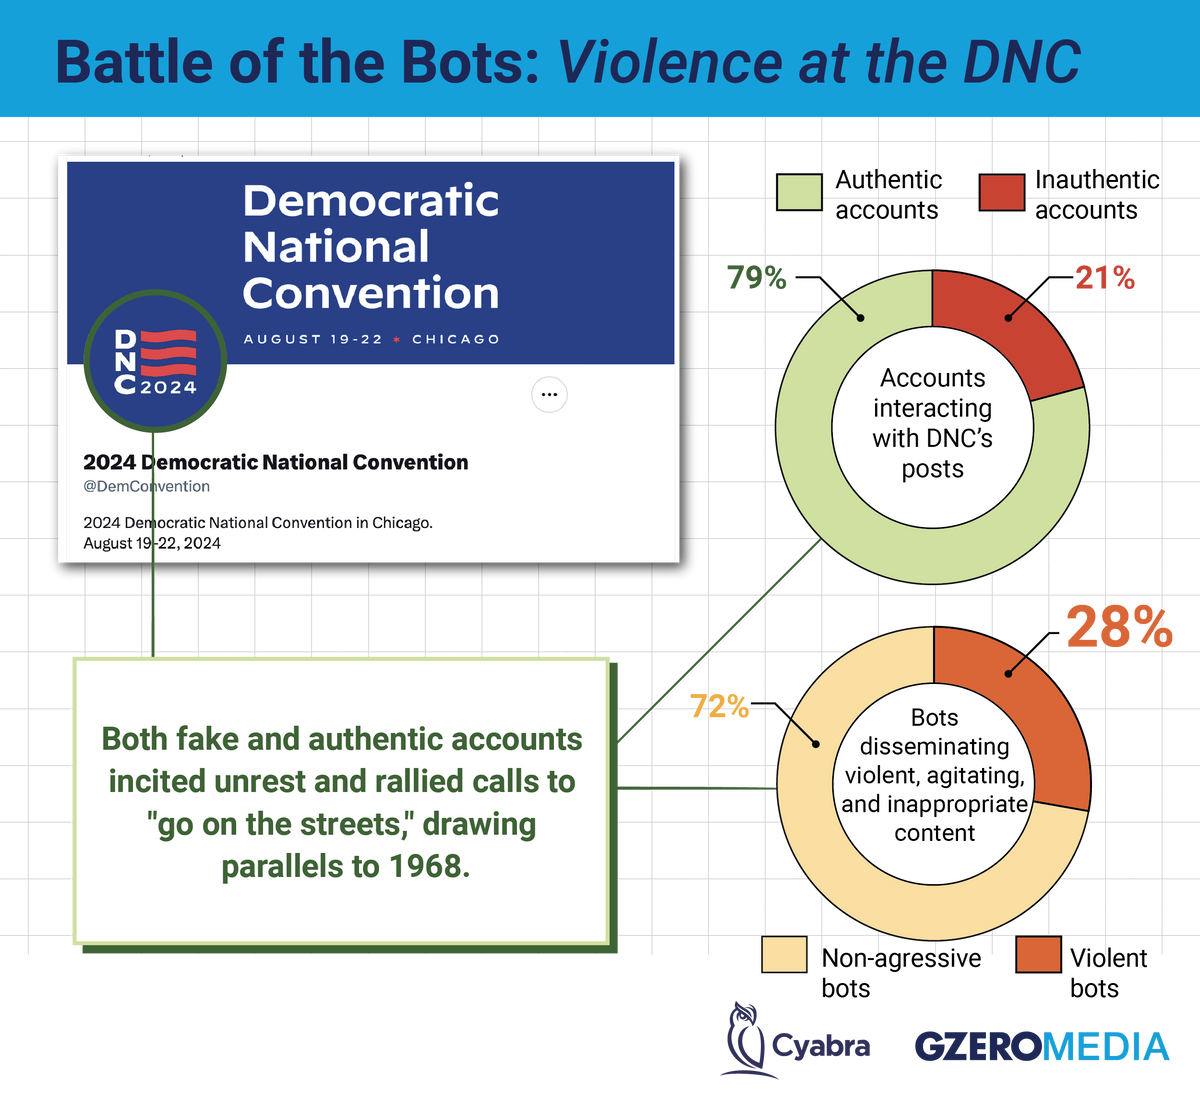 Battle of the Bots: Violence at the DNC
Democratic
National
Convention
AUGUST 19-22 * CHICAGO
D
N
C 2024
2024 Democratic National Convention
@DemConvention
2024 Democratic National Convention in Chicago.
August 19-22, 2024
Both fake and authentic accounts
incited unrest and rallied calls to
"go on the streets," drawing
parallels to 1968.
Authentic
accounts
Inauthentic
accounts
79%
21%
Accounts
interacting
with DNC’s
posts
28%
72%
Bots
disseminating
violent, agitating,
and inappropriate
content
Non-agressive
bots
Violent
bots
Cyabra
GZEROMEDIA